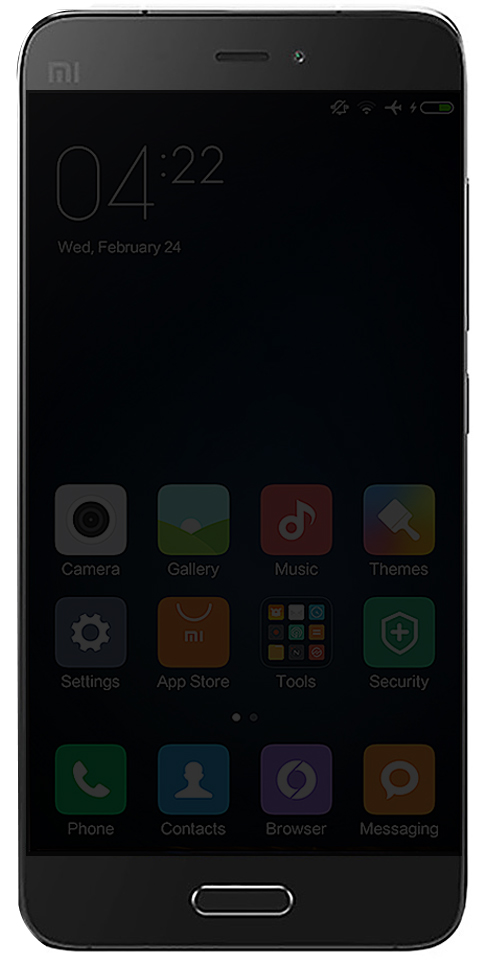 mi
04:22
Wed, February 24
Camera
Gallery
Music
Themes
mi
Settings
App Store
Tools
Security
Phone
Contacts
Browser
Messaging